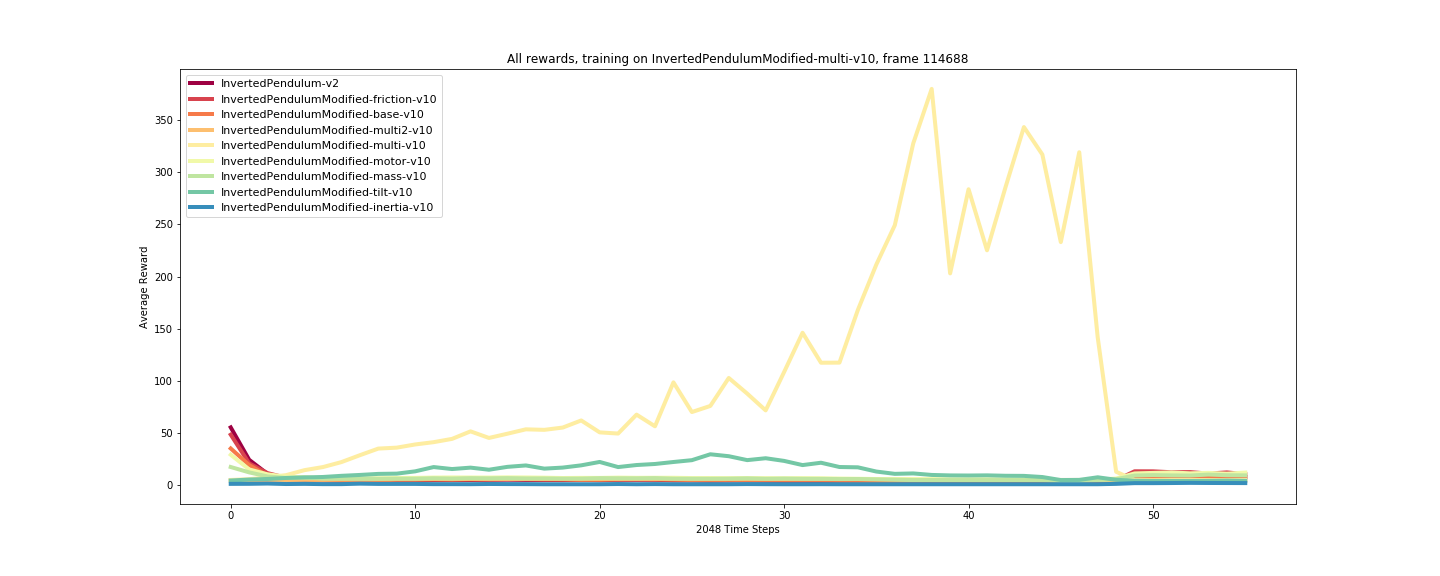 All rewards, training on InvertedPendulumModified-multi-v10, frame 114688
InvertedPendulum-v2
InvertedPendulumModified-friction-v10
InvertedPendulumModified-base-v10
InvertedPendulumModified-multi2-v10
InvertedPendulumModified-multi-v10
InvertedPendulumModified-motor-v10
InvertedPendulumModified-mass-v10
InvertedPendulumModified-tilt-v10
InvertedPendulumModified-inertia-v10
Average Reward
350
300
250
200
150
100
50
0
0 10 20 30 40 50
2048 Time Steps